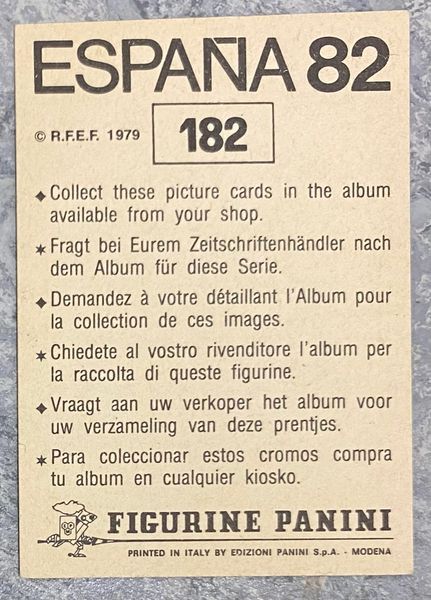 ESPAÑA 82
© R.F.E.F. 1979
182
◆ Collect these picture cards in the album
available from your shop.
✶ Fragt bei Eurem Zeitschriftenhändler nach
dem Album für diese Serie.
◆ Demandez à votre détaillant l'Album pour
la collection de ces images.
✶ Chiedete al vostro rivenditore l'album per
la raccolta di queste figurine.
◆ Vraagt aan uw verkoper het album voor
uw verzameling van deze prentjes.
✶ Para coleccionar estos cromos compra
tu album en cualquier kiosko.
FIGURINE PANINI
PRINTED IN ITALY BY EDIZIONI PANINI S.p.A. - MODENA